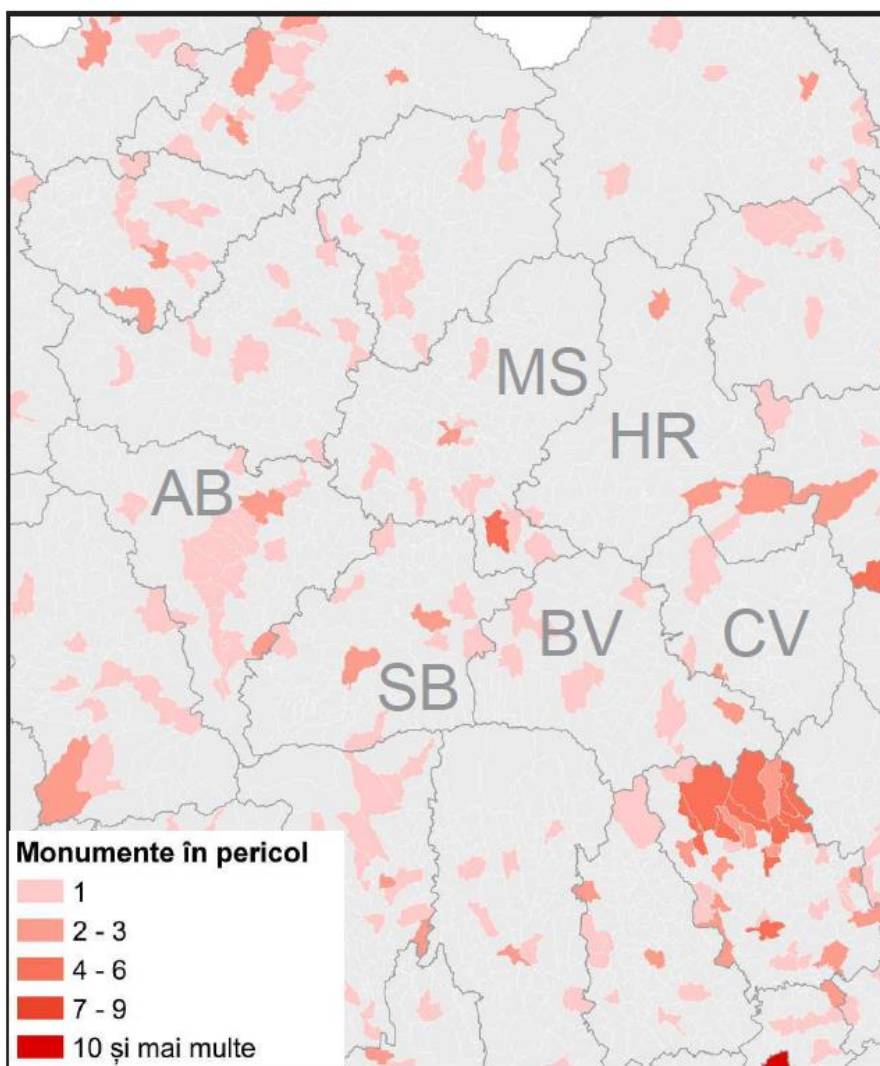 MS
HR
AB
BV
CV
SB
Monumente în pericol
1
2 - 3
4 - 6
7 - 9
10 și mai multe